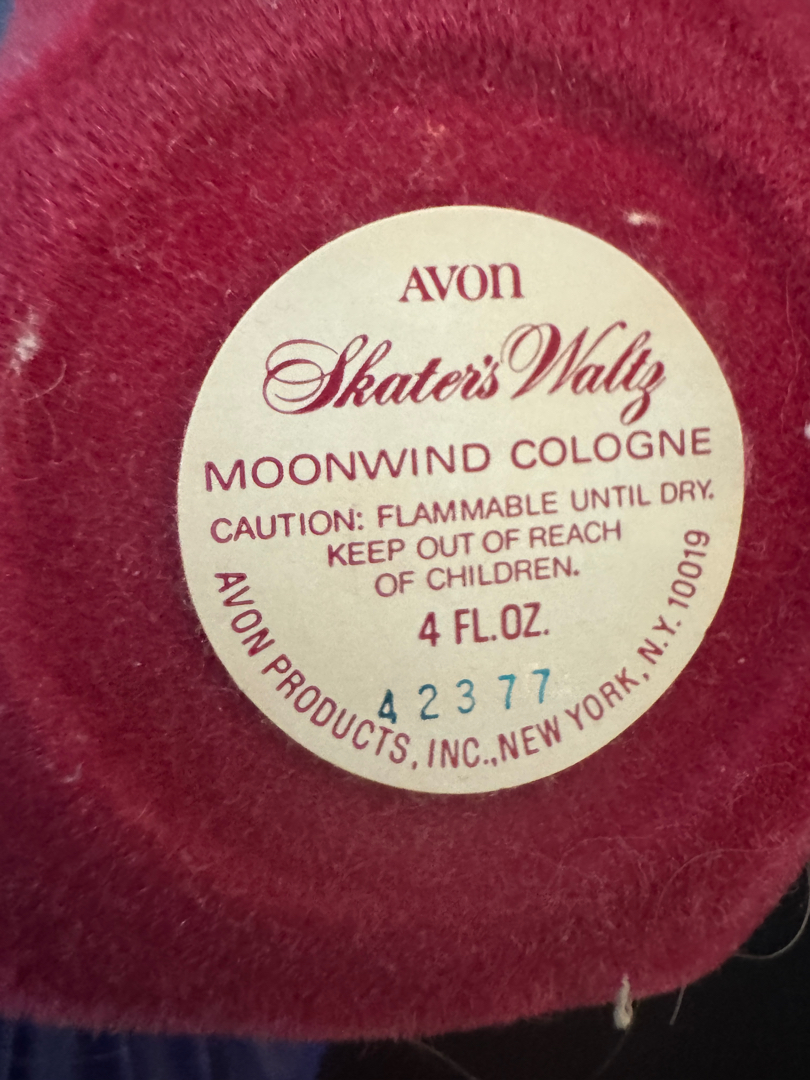 AVON
Skater's Waltz
MOONWIND COLOGNE
CAUTION: FLAMMABLE UNTIL DRY.
KEEP OUT OF REACH
OF CHILDREN.
4 FL.OZ.
42377
AVON PRODUCTS, INC., NEW YORK, N.Y. 10019